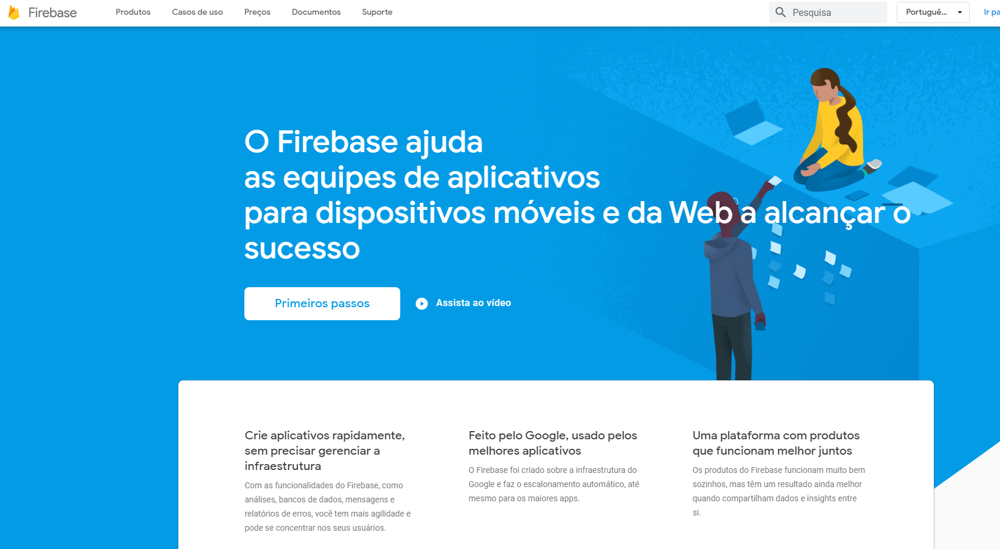 Firebase
Produtos
Casos de uso
Preços
Documentos
Suporte
Pesquisa
Portuguê...
Ir pa
O Firebase ajuda
as equipes de aplicativos
para dispositivos móveis e da Web a alcançar o
sucesso
Primeiros passos
Assista ao vídeo
Crie aplicativos rapidamente,
sem precisar gerenciar a
infraestrutura
Com as funcionalidades do Firebase, como
análises, bancos de dados, mensagens e
relatórios de erros, você tem mais agilidade e
pode se concentrar nos seus usuários.
Feito pelo Google, usado pelos
melhores aplicativos
O Firebase foi criado sobre a infraestrutura do
Google e faz o escalonamento automático, até
mesmo para os maiores apps.
Uma plataforma com produtos
que funcionam melhor juntos
Os produtos do Firebase funcionam muito bem
sozinhos, mas têm um resultado ainda melhor
quando compartilham dados e insights entre
si.